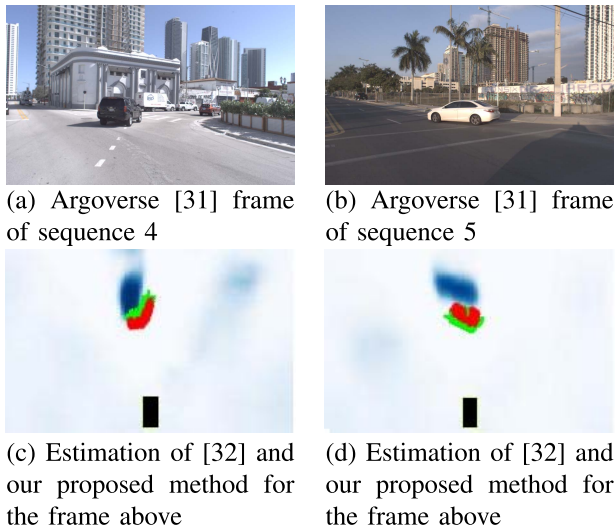 (a) Argoverse [31] frame
of sequence 4
(b) Argoverse [31] frame
of sequence 5
(c) Estimation of [32] and
our proposed method for
the frame above
(d) Estimation of [32] and
our proposed method for
the frame above